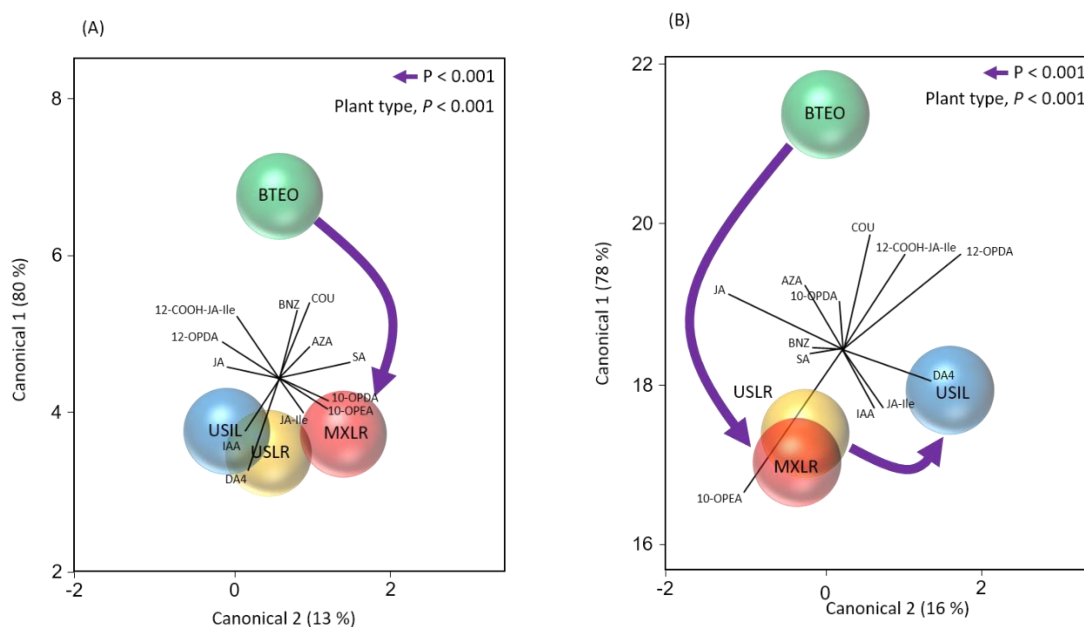 (A)
8
6
4
2
-2
0
2
Canonical 1 (80 %)
Canonical 2 (13 %)
P < 0.001
Plant type, P < 0.001
BTEO
12-COOH-JA-Ile
BNZ
COU
12-OPDA
AZA
JA
SA
10-OPDA
10-OPEA
JA-Ile
USIL
IAA
USLR
MXLR
DA4
(B)
22
20
18
16
-2
0
2
Canonical 1 (78 %)
Canonical 2 (16 %)
P < 0.001
Plant type, P < 0.001
BTEO
COU
12-COOH-JA-Ile
12-OPDA
AZA
JA
10-OPDA
BNZ
SA
DA4
USIL
USLR
IAA
JA-Ile
MXLR
10-OPEA